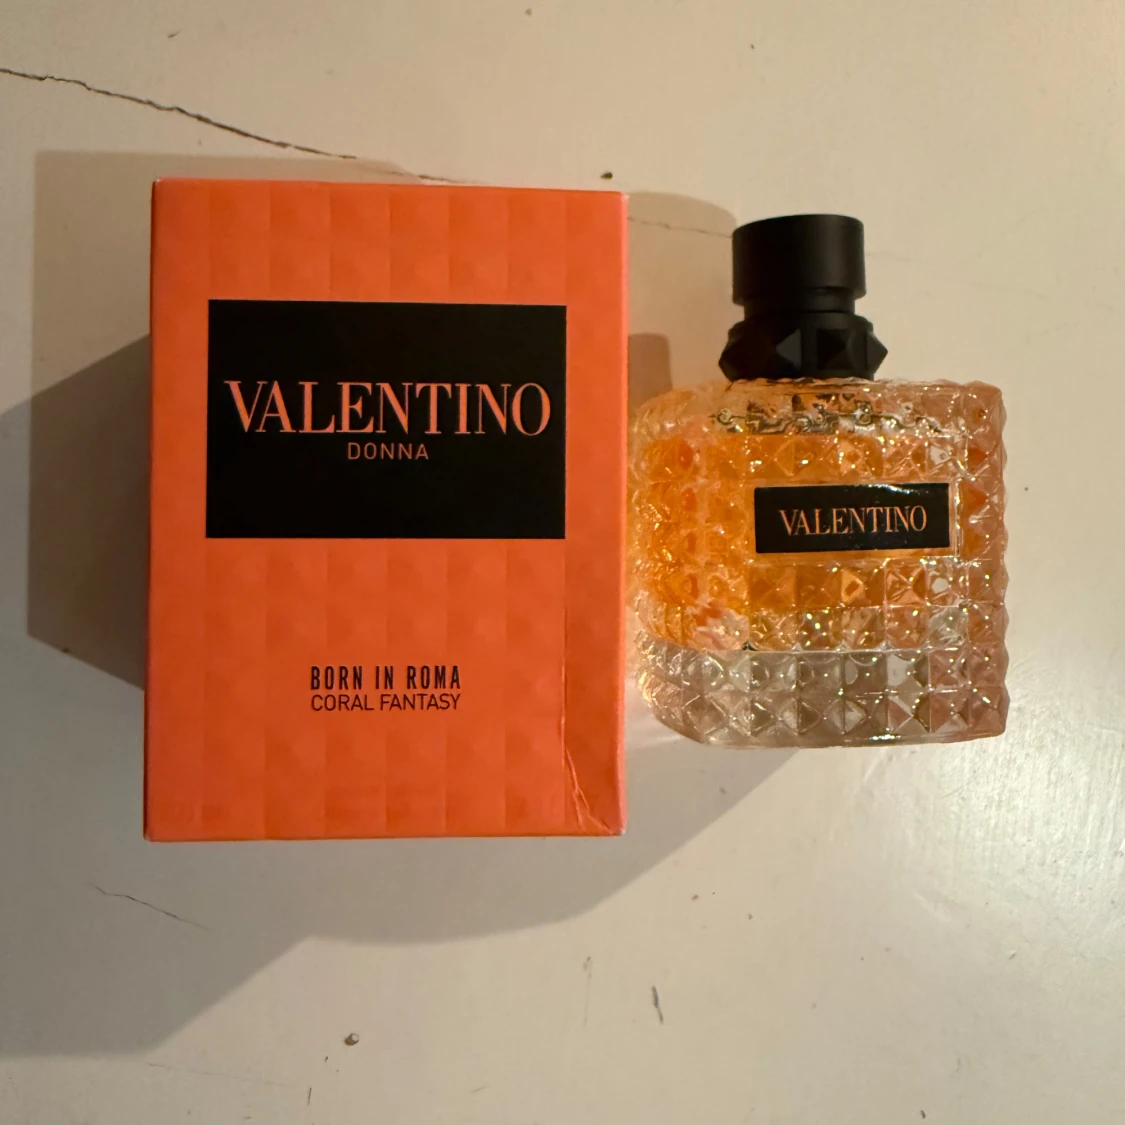 VALENTINO
DONNA
BORN IN ROMA
CORAL FANTASY
VALENTINO